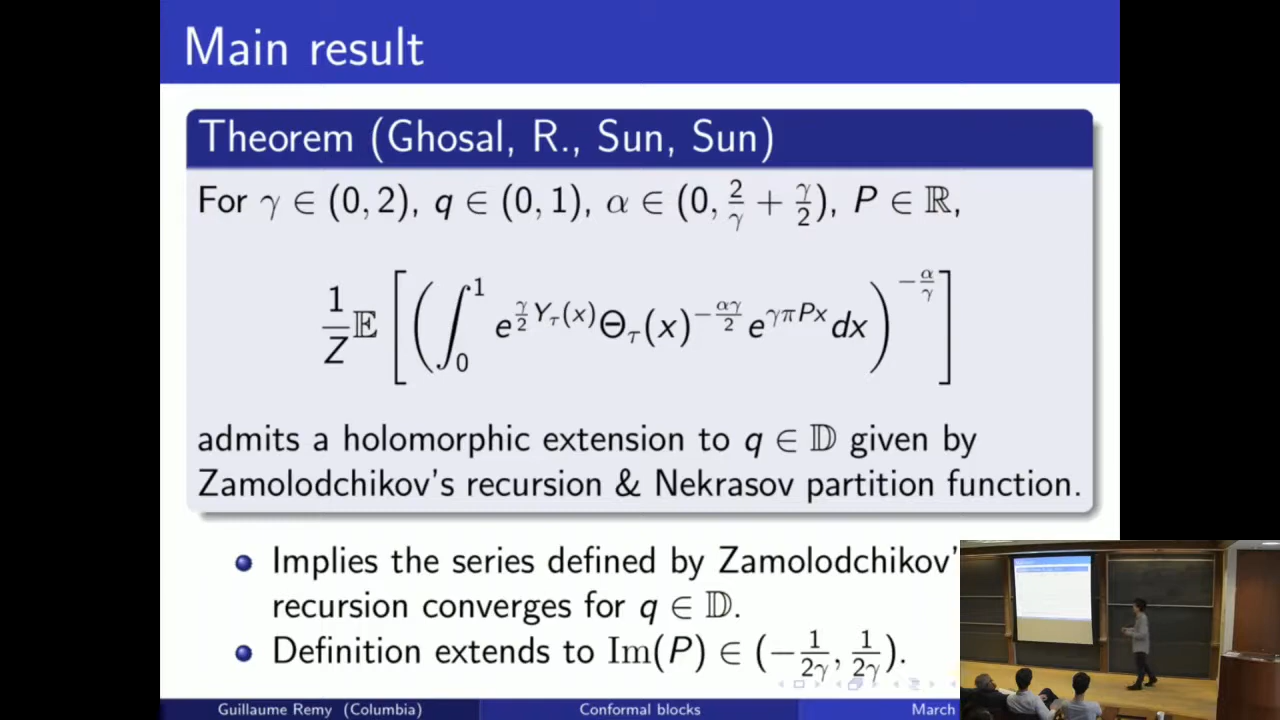 Main result
Theorem (Ghosal, R., Sun, Sun)
For γ ∈ (0, 2), q ∈ (0, 1), α ∈ (0, 2/γ + γ/2), P ∈ ℝ,
1/Z 𝔼 [ ( ∫₀¹ e^{γ/2 Y_τ(x)} Θ_τ(x)^{-αγ/2} e^{γπPx} dx )^{-α/γ} ]
admits a holomorphic extension to q ∈ 𝔻 given by
Zamolodchikov's recursion & Nekrasov partition function.
Implies the series defined by Zamolodchikov'
recursion converges for q ∈ 𝔻.
Definition extends to Im(P) ∈ (−1/2γ, 1/2γ).
Guillaume Remy (Columbia) Conformal blocks March